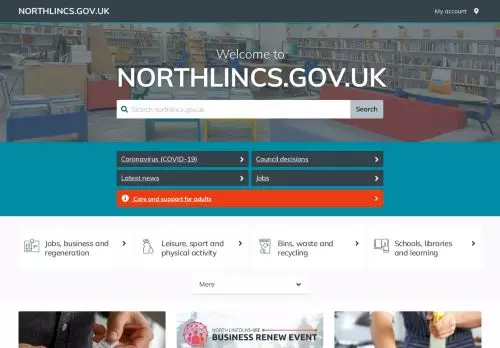 NORTHLINCS.GOV.UK
My account
Welcome to
NORTHLINCS.GOV.UK
Search northlincs.gov.uk
Search
Coronavirus (COVID-19)
Council decisions
Latest news
Jobs
Care and support for adults
Jobs, business and
regeneration
Leisure, sport and
physical activity
Bins, waste and
recycling
Schools, libraries
and learning
More
NORTH LINCOLNSHIRE
BUSINESS RENEW EVENT